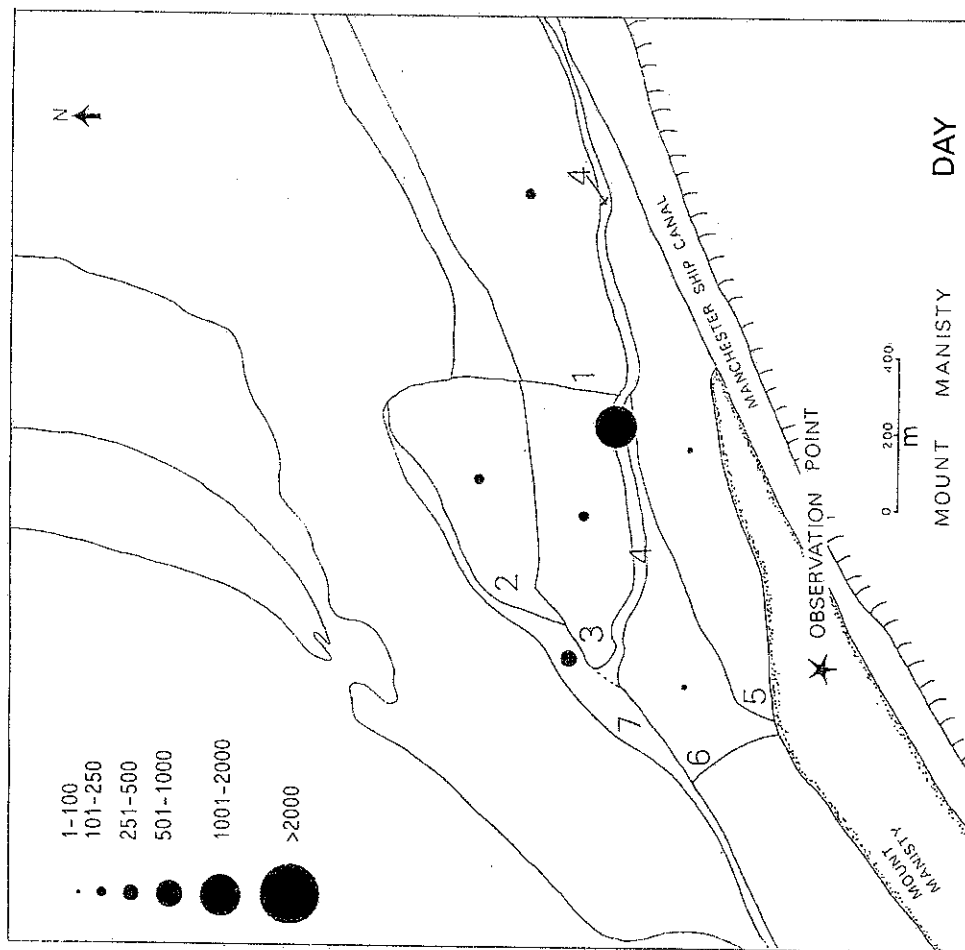 N
1-100
101-250
251-500
501-1000
1001-2000
>2000
1
2
3
4
4
5
6
7
MANCHESTER SHIP CANAL
OBSERVATION POINT
MOUNT
MANISTY
0 200 400
m
MOUNT MANISTY
DAY